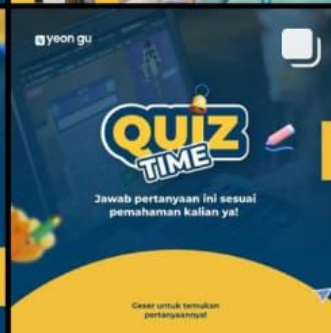 yeon gu
QUIZ
TIME
Jawab pertanyaan ini sesuai
pemahaman kalian ya!
Geser untuk temukan
pertanyaannya!